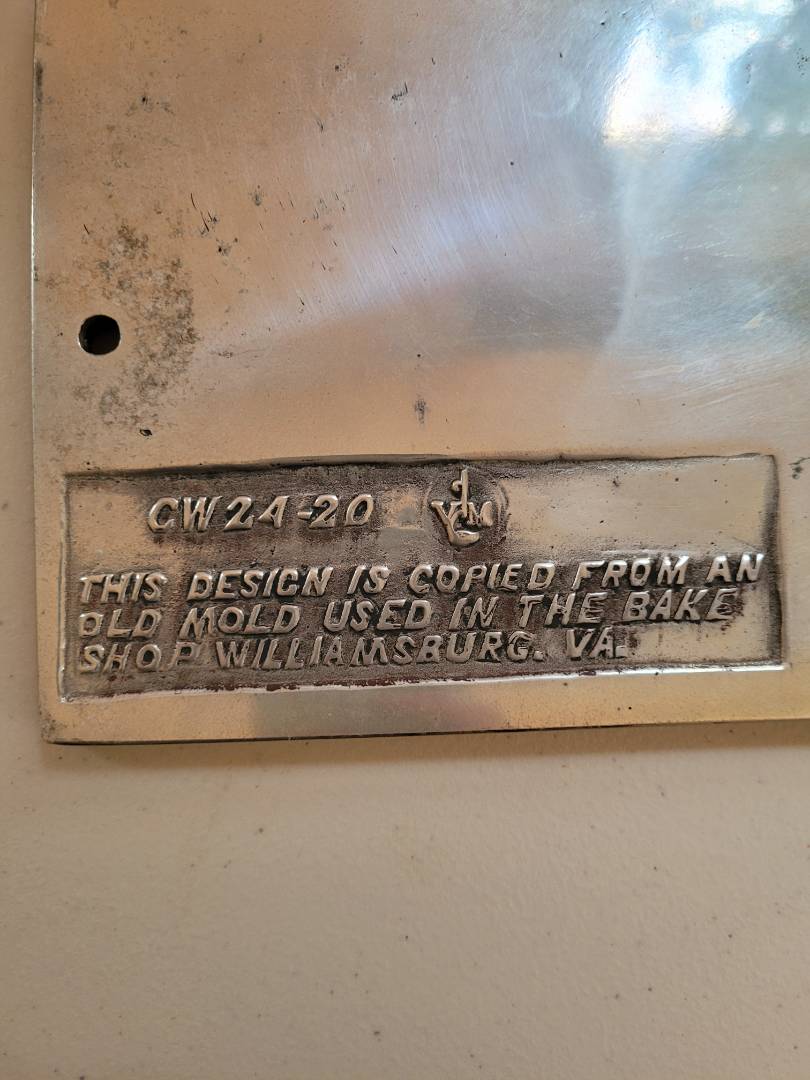 CW24-20
THIS DESIGN IS COPIED FROM AN
OLD MOLD USED IN THE BAKE
SHOP WILLIAMSBURG. VA.